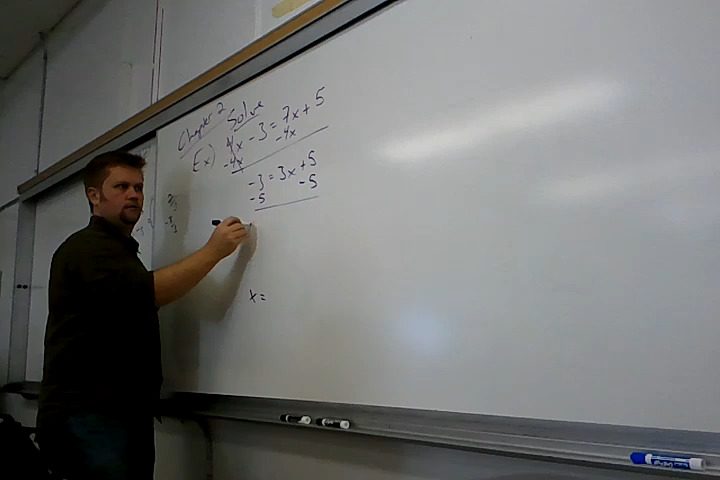 Chapter 2
Solve
Ex) 4x - 3 = 7x + 5
-4x -4x
-3 = 3x + 5
-5 -5
x =